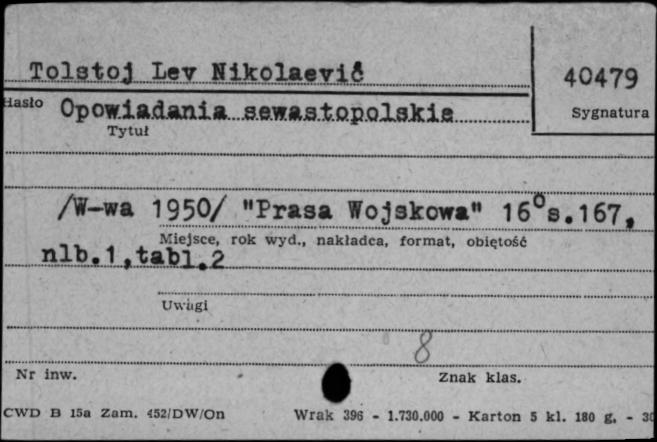 Tolstoj Lev Nikolaevič
40479
Hasło Opowiadania sewastopolskie
Sygnatura
Tytuł
/W-wa 1950/ "Prasa Wojskowa" 16° s.167,
Miejsce, rok wyd., nakładca, format, objętość
nlb.1,tabl.2
Uwagi
8
Nr inw.
Znak klas.
CWD B 15a Zam. 452/DW/On Wrak 396 - 1.730.000 - Karton 5 kl. 180 g. - 30